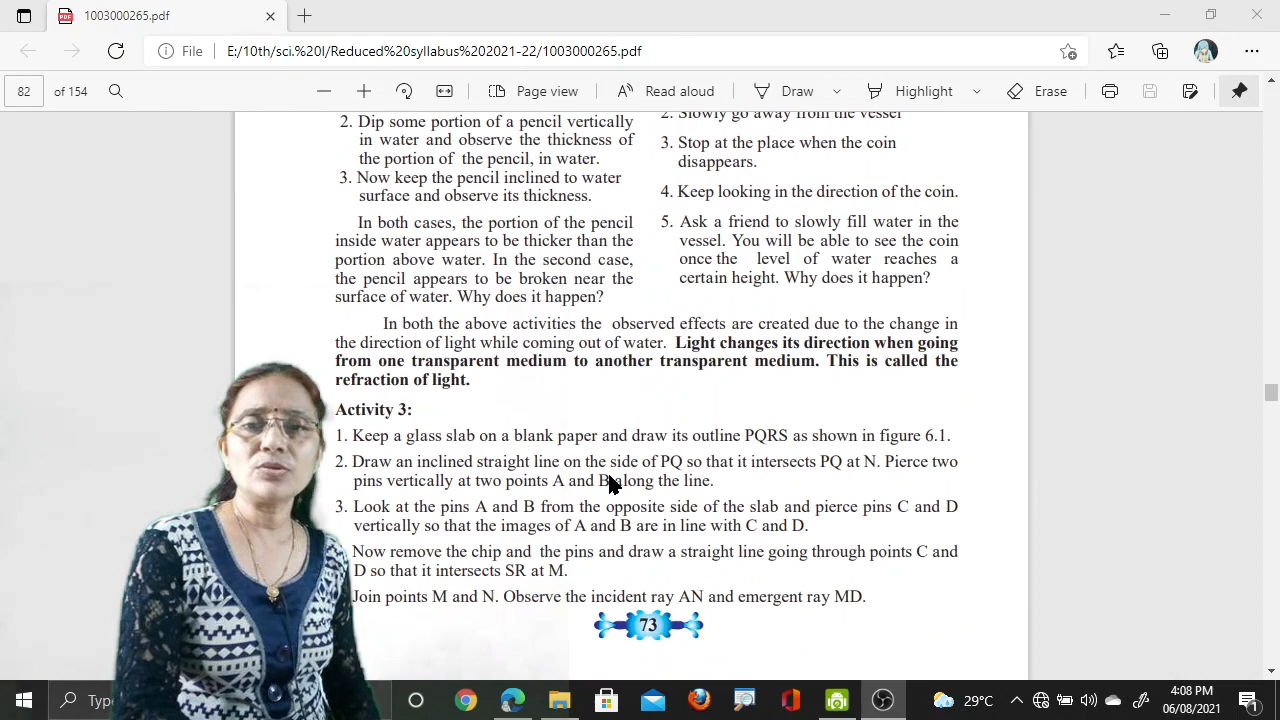 1003000265.pdf
File
E:/10th/sci.%20I/Reduced%20syllabus%202021-22/1003000265.pdf
82
of 154
Page view
Read aloud
Draw
Highlight
Erase
2. Dip some portion of a pencil vertically
in water and observe the thickness of
the portion of the pencil, in water.
3. Now keep the pencil inclined to water
surface and observe its thickness.
In both cases, the portion of the pencil
inside water appears to be thicker than the
portion above water. In the second case,
the pencil appears to be broken near the
surface of water. Why does it happen?
2. Slowly go away from the vessel
3. Stop at the place when the coin
disappears.
4. Keep looking in the direction of the coin.
5. Ask a friend to slowly fill water in the
vessel. You will be able to see the coin
once the level of water reaches a
certain height. Why does it happen?
In both the above activities the observed effects are created due to the change in
the direction of light while coming out of water. Light changes its direction when going
from one transparent medium to another transparent medium. This is called the
refraction of light.
Activity 3:
1. Keep a glass slab on a blank paper and draw its outline PQRS as shown in figure 6.1.
2. Draw an inclined straight line on the side of PQ so that it intersects PQ at N. Pierce two
pins vertically at two points A and B along the line.
3. Look at the pins A and B from the opposite side of the slab and pierce pins C and D
vertically so that the images of A and B are in line with C and D.
Now remove the chip and the pins and draw a straight line going through points C and
D so that it intersects SR at M.
Join points M and N. Observe the incident ray AN and emergent ray MD.
73
Type
29°C
4:08 PM
06/08/2021
1